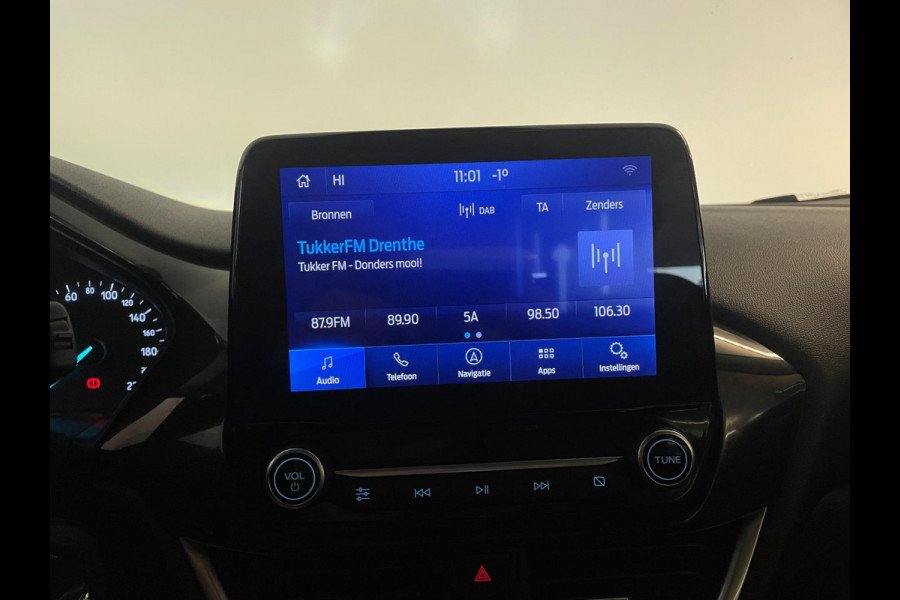 HI 11:01 -1°
Bronnen DAB TA Zenders
TukkerFM Drenthe
Tukker FM - Donders mooi!
87.9FM 89.90 5A 98.50 106.30
Audio Telefoon Navigatie Apps Instellingen
60 80 100 120 140 160 180
VOL TUNE